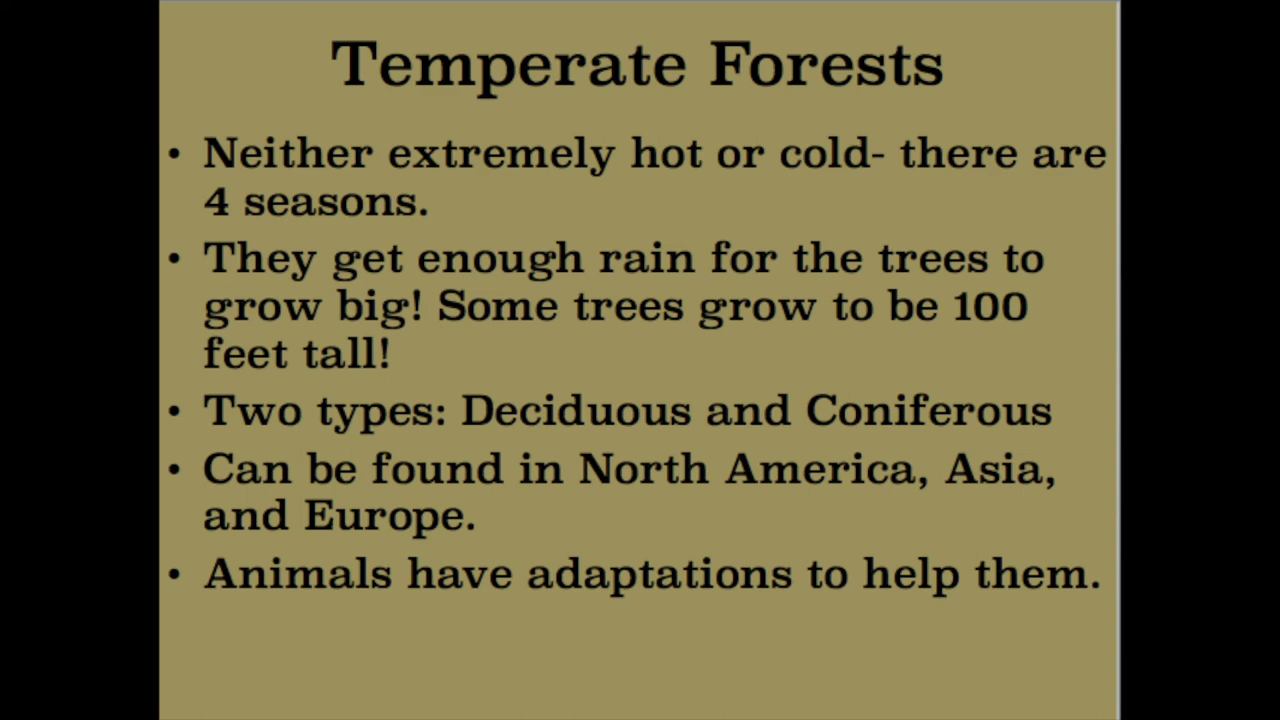 Temperate Forests
• Neither extremely hot or cold- there are
4 seasons.
• They get enough rain for the trees to
grow big! Some trees grow to be 100
feet tall!
• Two types: Deciduous and Coniferous
• Can be found in North America, Asia,
and Europe.
• Animals have adaptations to help them.